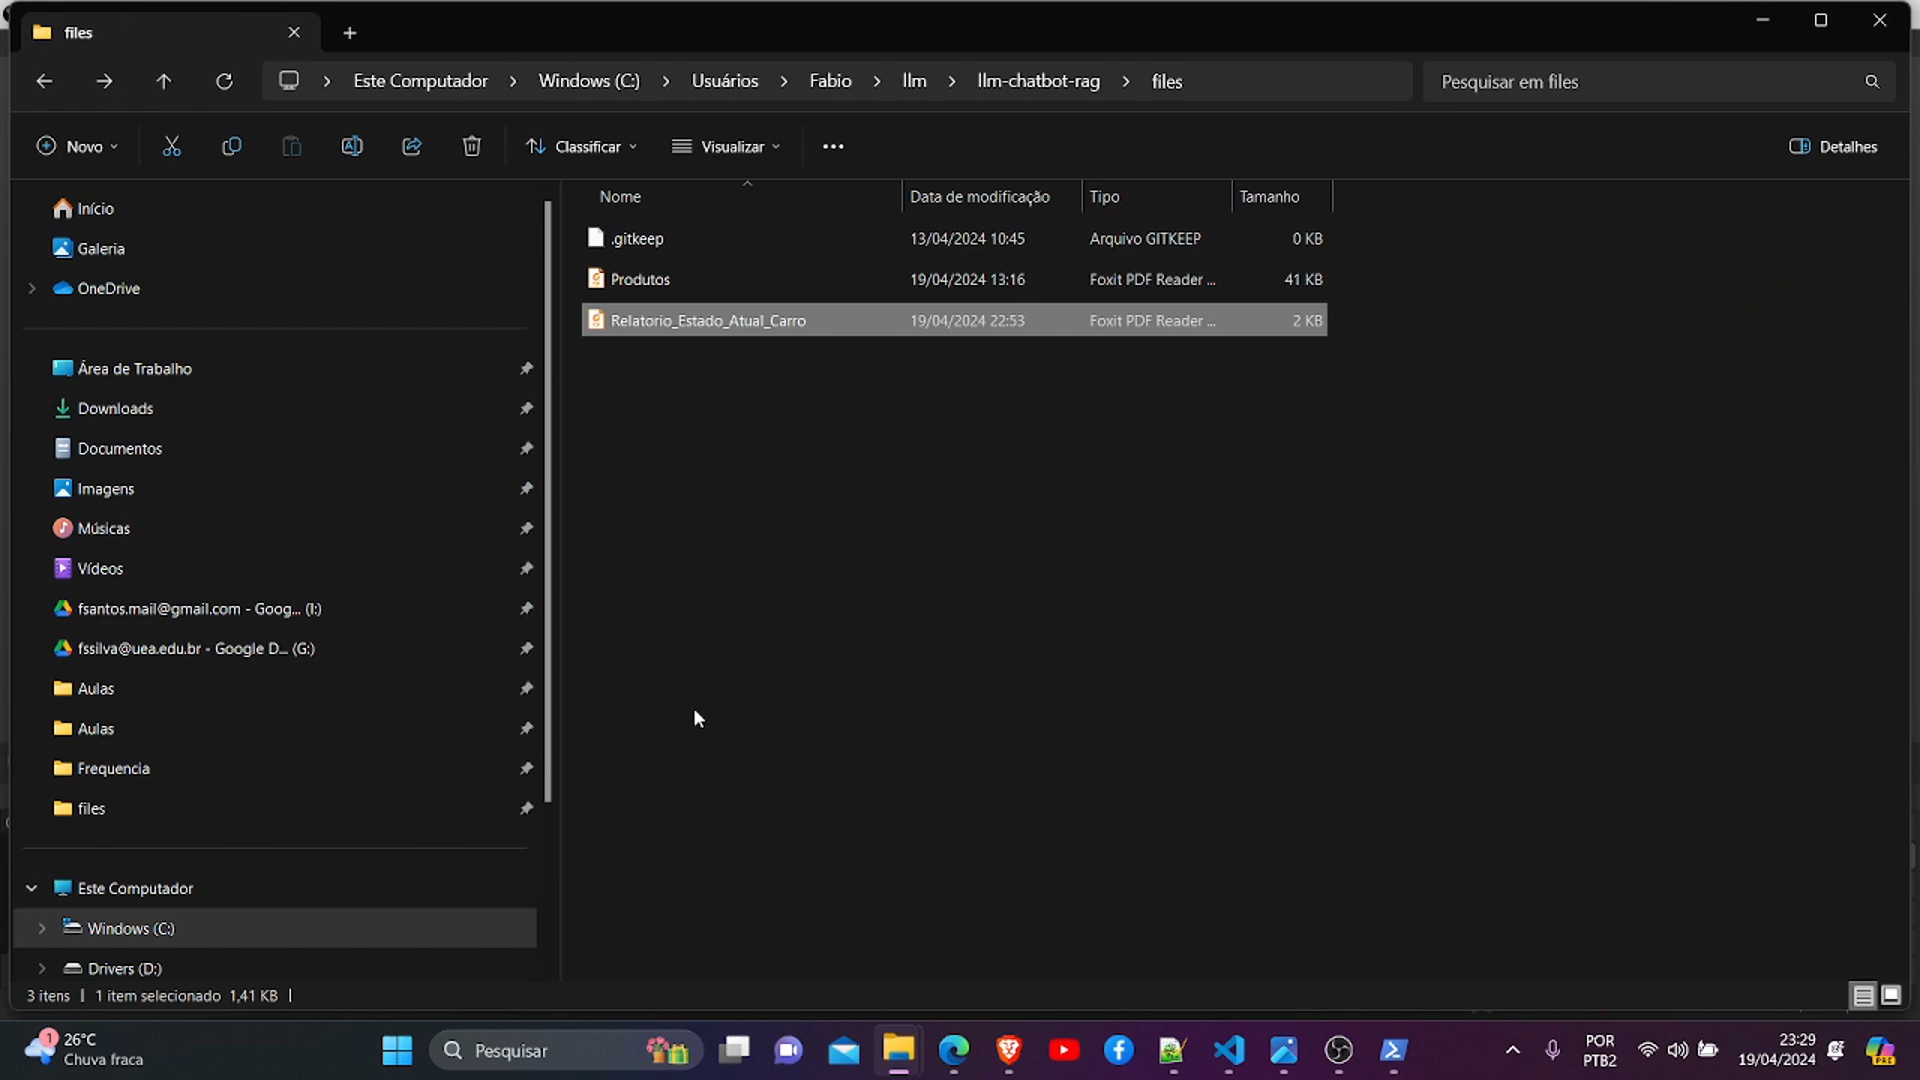 files
Este Computador > Windows (C:) > Usuários > Fabio > llm > llm-chatbot-rag > files
Pesquisar em files
Novo
Classificar
Visualizar
Detalhes
Nome Data de modificação Tipo Tamanho
.gitkeep 13/04/2024 10:45 Arquivo GITKEEP 0 KB
Produtos 19/04/2024 13:16 Foxit PDF Reader ... 41 KB
Relatorio_Estado_Atual_Carro 19/04/2024 22:53 Foxit PDF Reader ... 2 KB
Início
Galeria
OneDrive
Área de Trabalho
Downloads
Documentos
Imagens
Músicas
Vídeos
fsantos.mail@gmail.com - Goog... (I:)
fssilva@uea.edu.br - Google D... (G:)
Aulas
Aulas
Frequencia
files
Este Computador
Windows (C:)
Drivers (D:)
3 itens | 1 item selecionado 1,41 KB |
1
26°C
Chuva fraca
Pesquisar
POR
PTB2
23:29
19/04/2024
PRE